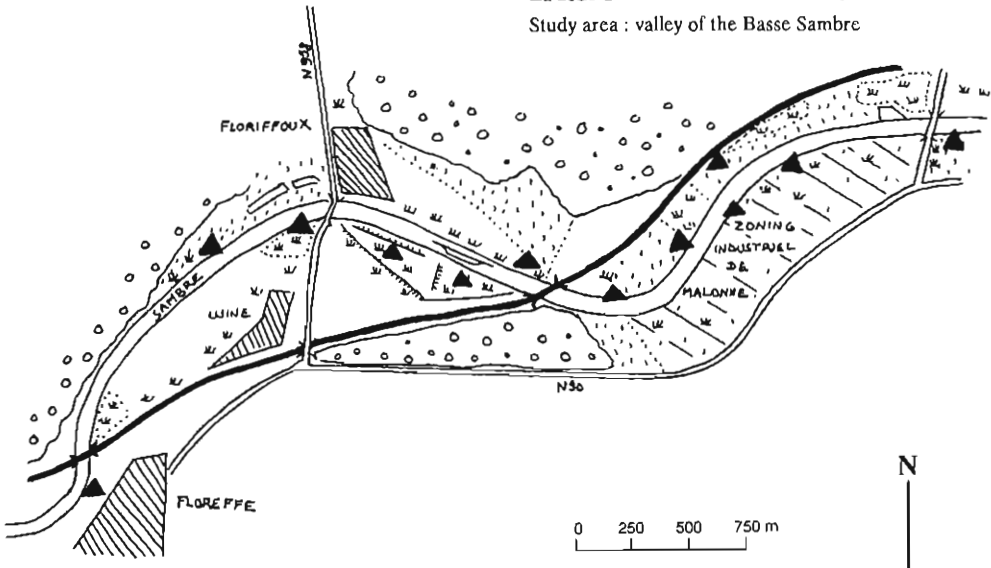 Study area : valley of the Basse Sambre
N958
FLORIFFOUX
SAMBRE
ZONING
INDUSTRIEL
DE
MALONNE
USINE
N90
FLOREFFE
N
0 250 500 750 m